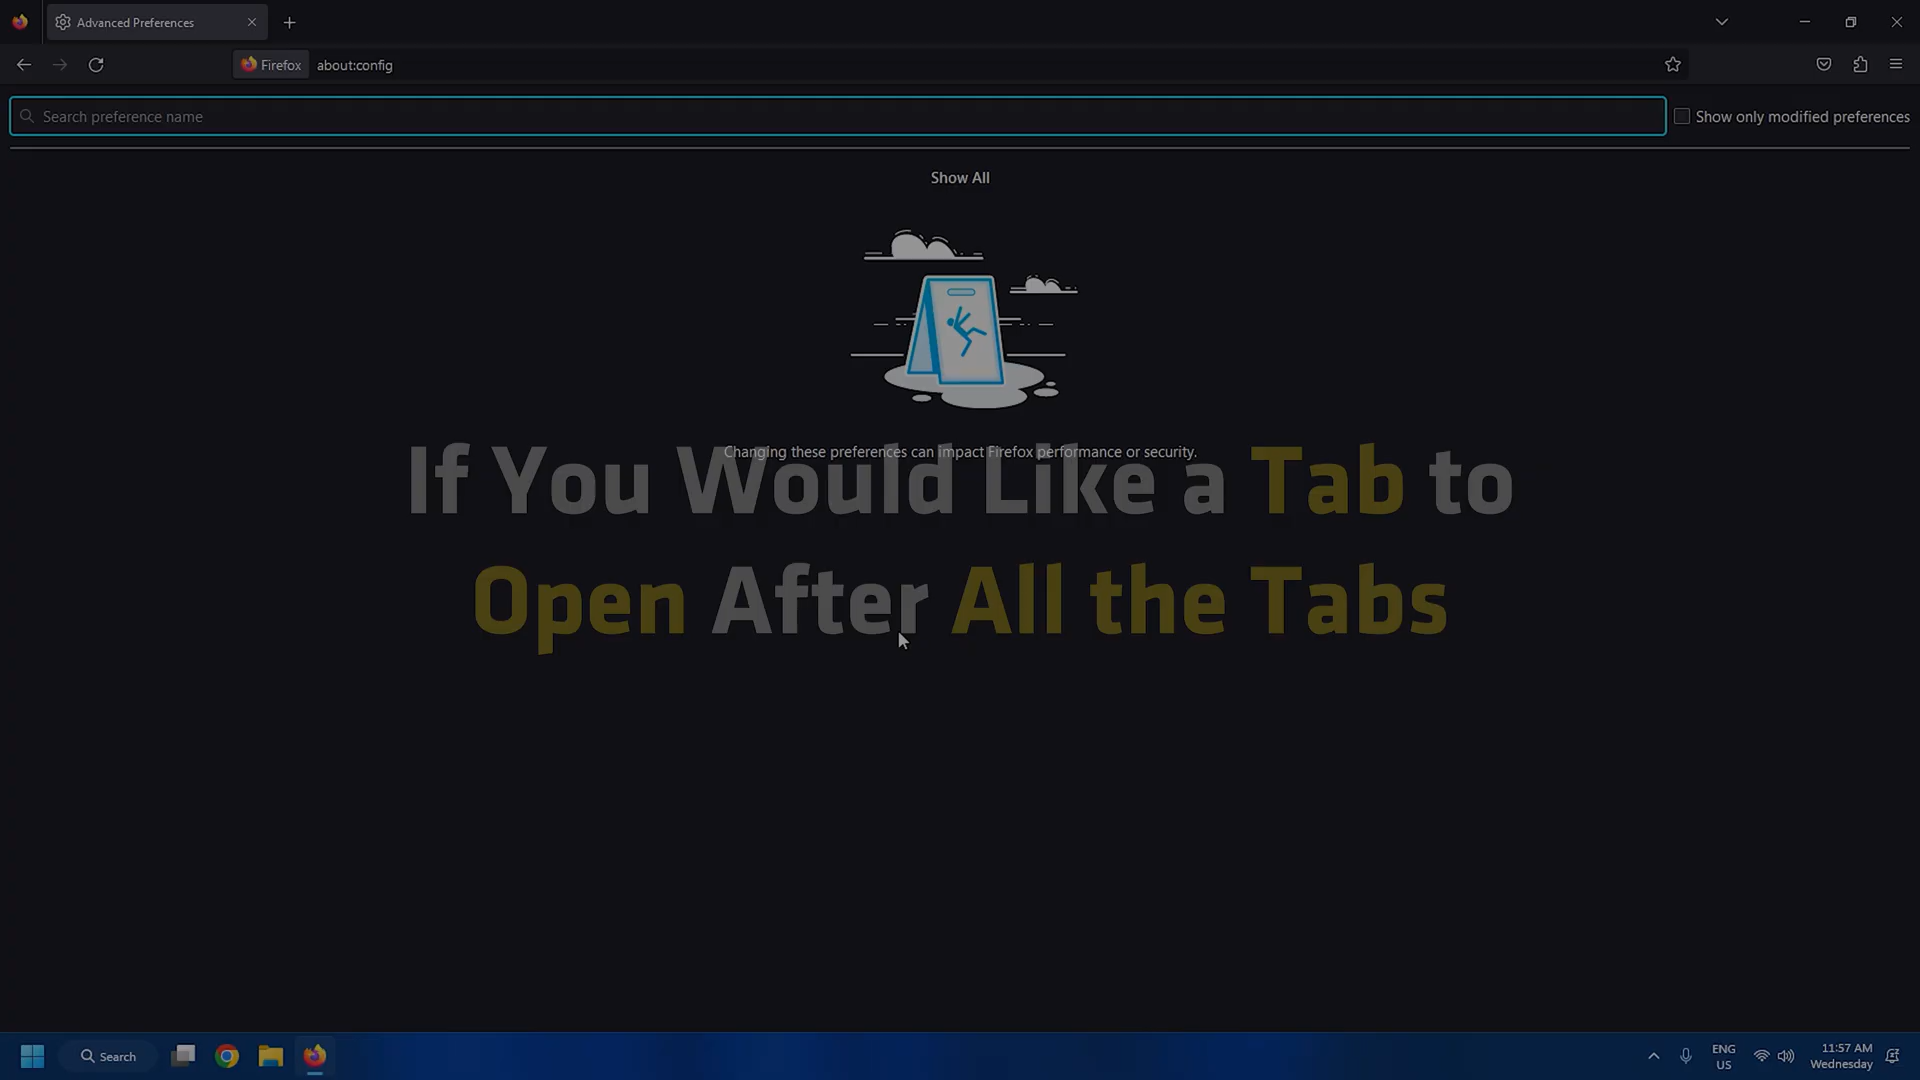 Advanced Preferences
Firefox
about:config
Search preference name
Show only modified preferences
Show All
Changing these preferences can impact Firefox performance or security.
If You Would Like a Tab to
Open After All the Tabs
Search
ENG
US
11:57 AM
Wednesday